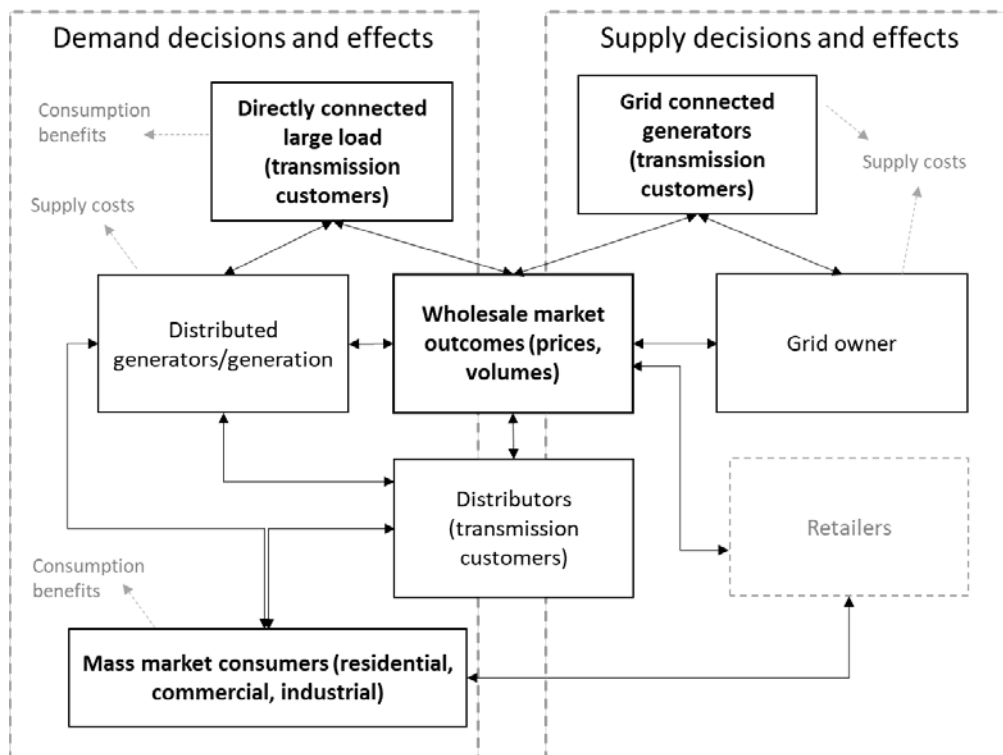 Demand decisions and effects
Supply decisions and effects
Consumption
benefits
Directly connected
large load
(transmission
customers)
Grid connected
generators
(transmission
customers)
Supply costs
Supply costs
Distributed
generators/generation
Wholesale market
outcomes (prices,
volumes)
Grid owner
Distributors
(transmission
customers)
Retailers
Consumption
benefits
Mass market consumers (residential,
commercial, industrial)